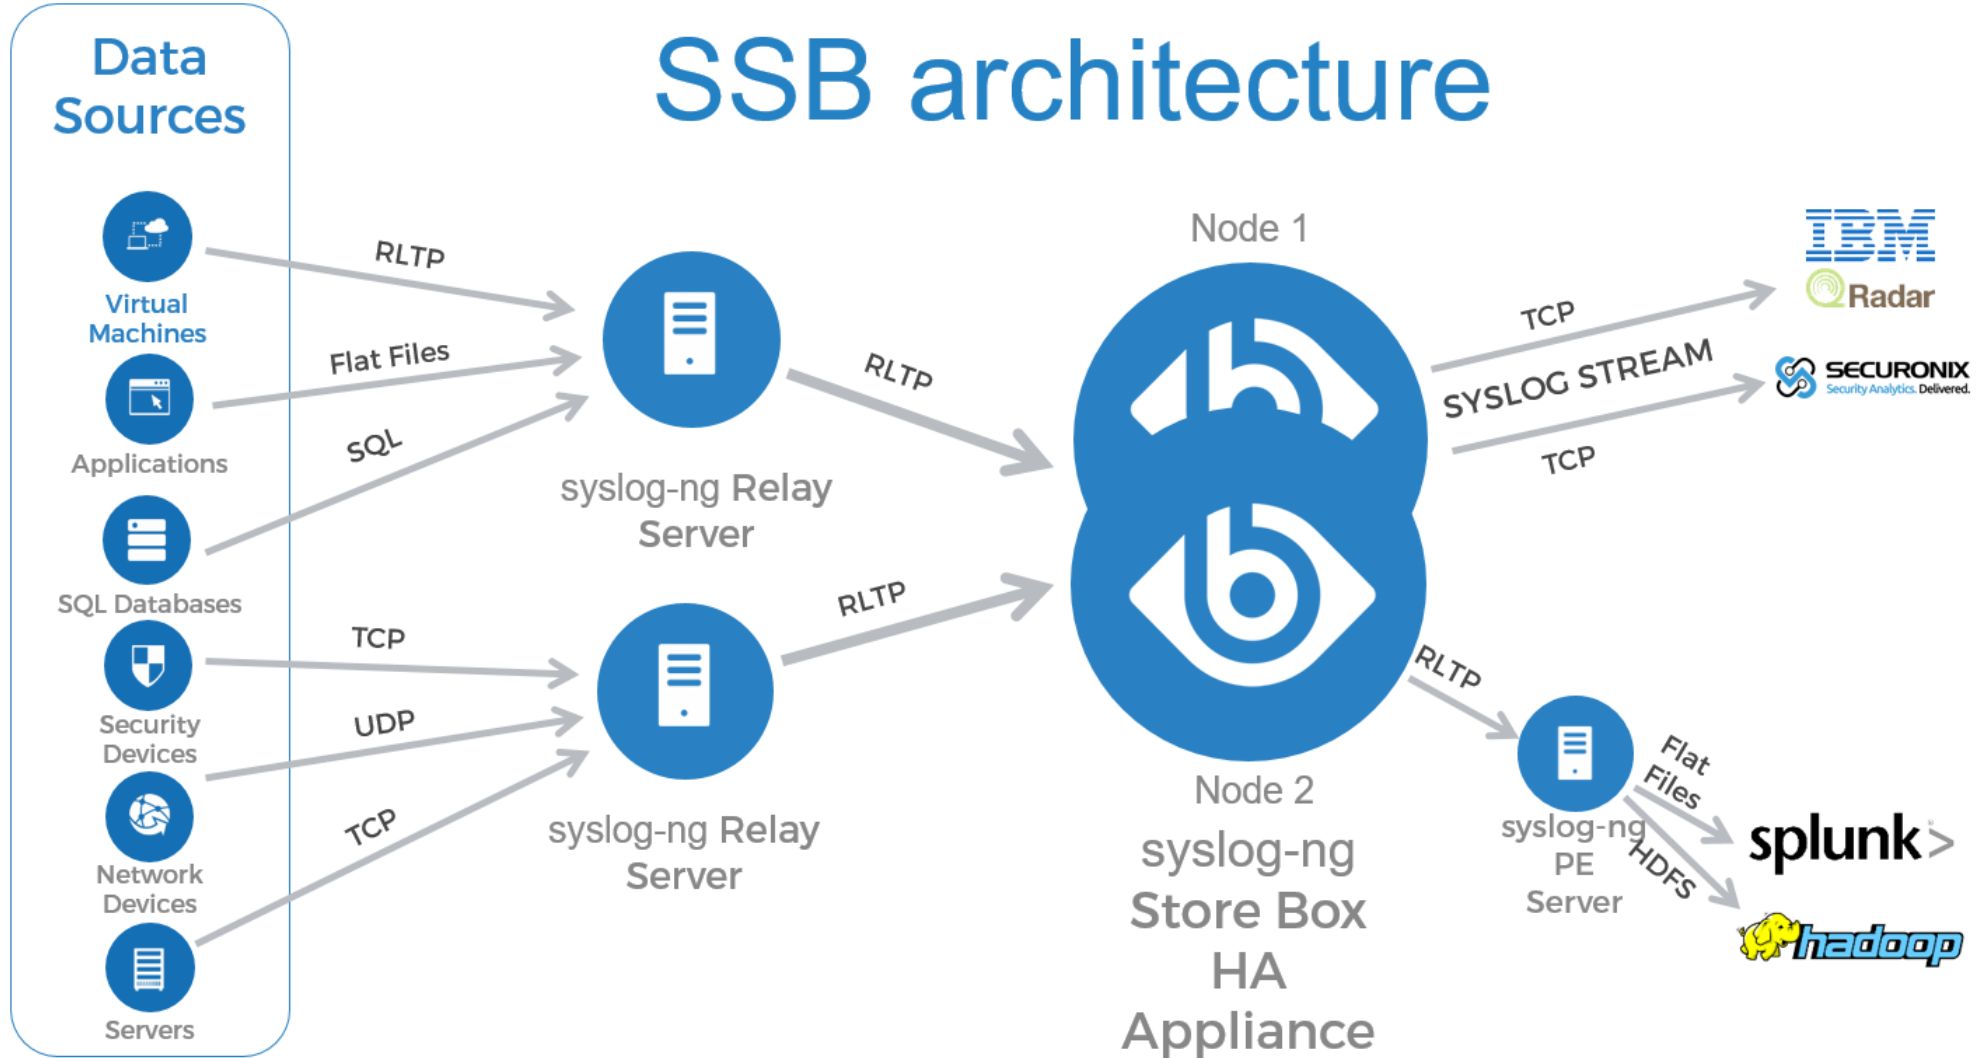 SSB architecture
Data
Sources
Virtual
Machines
Applications
SQL Databases
Security
Devices
Network
Devices
Servers
RLTP
Flat Files
SQL
TCP
UDP
TCP
syslog-ng Relay
Server
syslog-ng Relay
Server
RLTP
RLTP
Node 1
Node 2
syslog-ng
Store Box
HA
Appliance
TCP
SYSLOG STREAM
TCP
IBM
QRadar
SECURONIX
Security Analytics. Delivered.
RLTP
syslog-ng
PE
Server
Flat
Files
HDFS
splunk>
hadoop